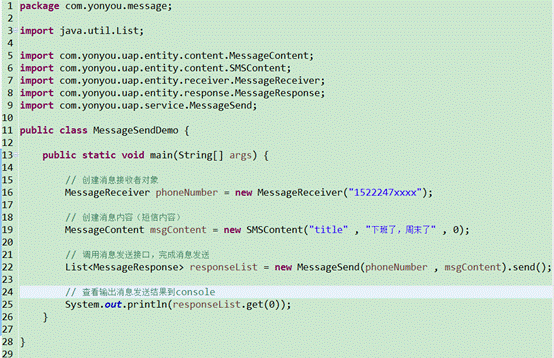 1 package com.yonyou.message;
2
3 import java.util.List;
4
5 import com.yonyou.uap.entity.content.MessageContent;
6 import com.yonyou.uap.entity.content.SMSContent;
7 import com.yonyou.uap.entity.receiver.MessageReceiver;
8 import com.yonyou.uap.entity.response.MessageResponse;
9 import com.yonyou.uap.service.MessageSend;
10
11 public class MessageSendDemo {
12
13 public static void main(String[] args) {
14
15 // 创建消息接收者对象
16 MessageReceiver phoneNumber = new MessageReceiver("1522247xxxx");
17
18 // 创建消息内容（短信内容）
19 MessageContent msgContent = new SMSContent("title" , "下班了，周末了" , 0);
20
21 // 调用消息发送接口，完成消息发送
22 List<MessageResponse> responseList = new MessageSend(phoneNumber , msgContent).send();
23
24 // 查看输出消息发送结果到console
25 System.out.println(responseList.get(0));
26 }
27
28 }
29